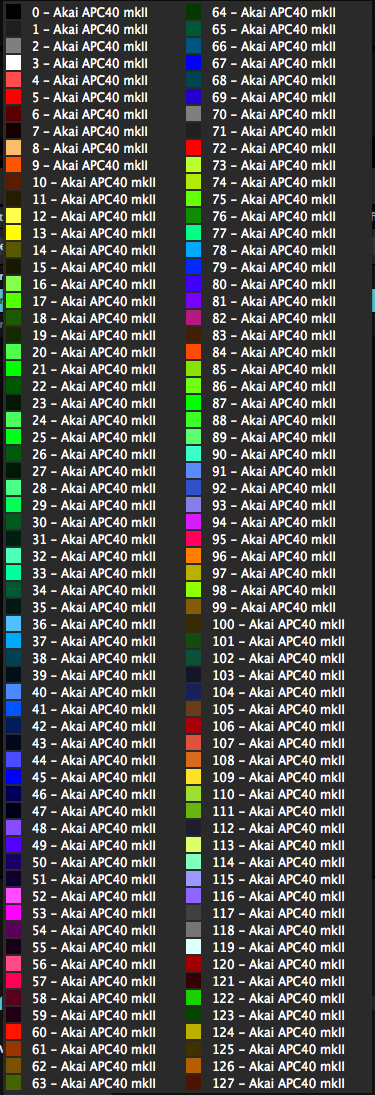 0 – Akai APC40 mkII
1 – Akai APC40 mkII
2 – Akai APC40 mkII
3 – Akai APC40 mkII
4 – Akai APC40 mkII
5 – Akai APC40 mkII
6 – Akai APC40 mkII
7 – Akai APC40 mkII
8 – Akai APC40 mkII
9 – Akai APC40 mkII
10 – Akai APC40 mkII
11 – Akai APC40 mkII
12 – Akai APC40 mkII
13 – Akai APC40 mkII
14 – Akai APC40 mkII
15 – Akai APC40 mkII
16 – Akai APC40 mkII
17 – Akai APC40 mkII
18 – Akai APC40 mkII
19 – Akai APC40 mkII
20 – Akai APC40 mkII
21 – Akai APC40 mkII
22 – Akai APC40 mkII
23 – Akai APC40 mkII
24 – Akai APC40 mkII
25 – Akai APC40 mkII
26 – Akai APC40 mkII
27 – Akai APC40 mkII
28 – Akai APC40 mkII
29 – Akai APC40 mkII
30 – Akai APC40 mkII
31 – Akai APC40 mkII
32 – Akai APC40 mkII
33 – Akai APC40 mkII
34 – Akai APC40 mkII
35 – Akai APC40 mkII
36 – Akai APC40 mkII
37 – Akai APC40 mkII
38 – Akai APC40 mkII
39 – Akai APC40 mkII
40 – Akai APC40 mkII
41 – Akai APC40 mkII
42 – Akai APC40 mkII
43 – Akai APC40 mkII
44 – Akai APC40 mkII
45 – Akai APC40 mkII
46 – Akai APC40 mkII
47 – Akai APC40 mkII
48 – Akai APC40 mkII
49 – Akai APC40 mkII
50 – Akai APC40 mkII
51 – Akai APC40 mkII
52 – Akai APC40 mkII
53 – Akai APC40 mkII
54 – Akai APC40 mkII
55 – Akai APC40 mkII
56 – Akai APC40 mkII
57 – Akai APC40 mkII
58 – Akai APC40 mkII
59 – Akai APC40 mkII
60 – Akai APC40 mkII
61 – Akai APC40 mkII
62 – Akai APC40 mkII
63 – Akai APC40 mkII
64 – Akai APC40 mkII
65 – Akai APC40 mkII
66 – Akai APC40 mkII
67 – Akai APC40 mkII
68 – Akai APC40 mkII
69 – Akai APC40 mkII
70 – Akai APC40 mkII
71 – Akai APC40 mkII
72 – Akai APC40 mkII
73 – Akai APC40 mkII
74 – Akai APC40 mkII
75 – Akai APC40 mkII
76 – Akai APC40 mkII
77 – Akai APC40 mkII
78 – Akai APC40 mkII
79 – Akai APC40 mkII
80 – Akai APC40 mkII
81 – Akai APC40 mkII
82 – Akai APC40 mkII
83 – Akai APC40 mkII
84 – Akai APC40 mkII
85 – Akai APC40 mkII
86 – Akai APC40 mkII
87 – Akai APC40 mkII
88 – Akai APC40 mkII
89 – Akai APC40 mkII
90 – Akai APC40 mkII
91 – Akai APC40 mkII
92 – Akai APC40 mkII
93 – Akai APC40 mkII
94 – Akai APC40 mkII
95 – Akai APC40 mkII
96 – Akai APC40 mkII
97 – Akai APC40 mkII
98 – Akai APC40 mkII
99 – Akai APC40 mkII
100 – Akai APC40 mkII
101 – Akai APC40 mkII
102 – Akai APC40 mkII
103 – Akai APC40 mkII
104 – Akai APC40 mkII
105 – Akai APC40 mkII
106 – Akai APC40 mkII
107 – Akai APC40 mkII
108 – Akai APC40 mkII
109 – Akai APC40 mkII
110 – Akai APC40 mkII
111 – Akai APC40 mkII
112 – Akai APC40 mkII
113 – Akai APC40 mkII
114 – Akai APC40 mkII
115 – Akai APC40 mkII
116 – Akai APC40 mkII
117 – Akai APC40 mkII
118 – Akai APC40 mkII
119 – Akai APC40 mkII
120 – Akai APC40 mkII
121 – Akai APC40 mkII
122 – Akai APC40 mkII
123 – Akai APC40 mkII
124 – Akai APC40 mkII
125 – Akai APC40 mkII
126 – Akai APC40 mkII
127 – Akai APC40 mkII